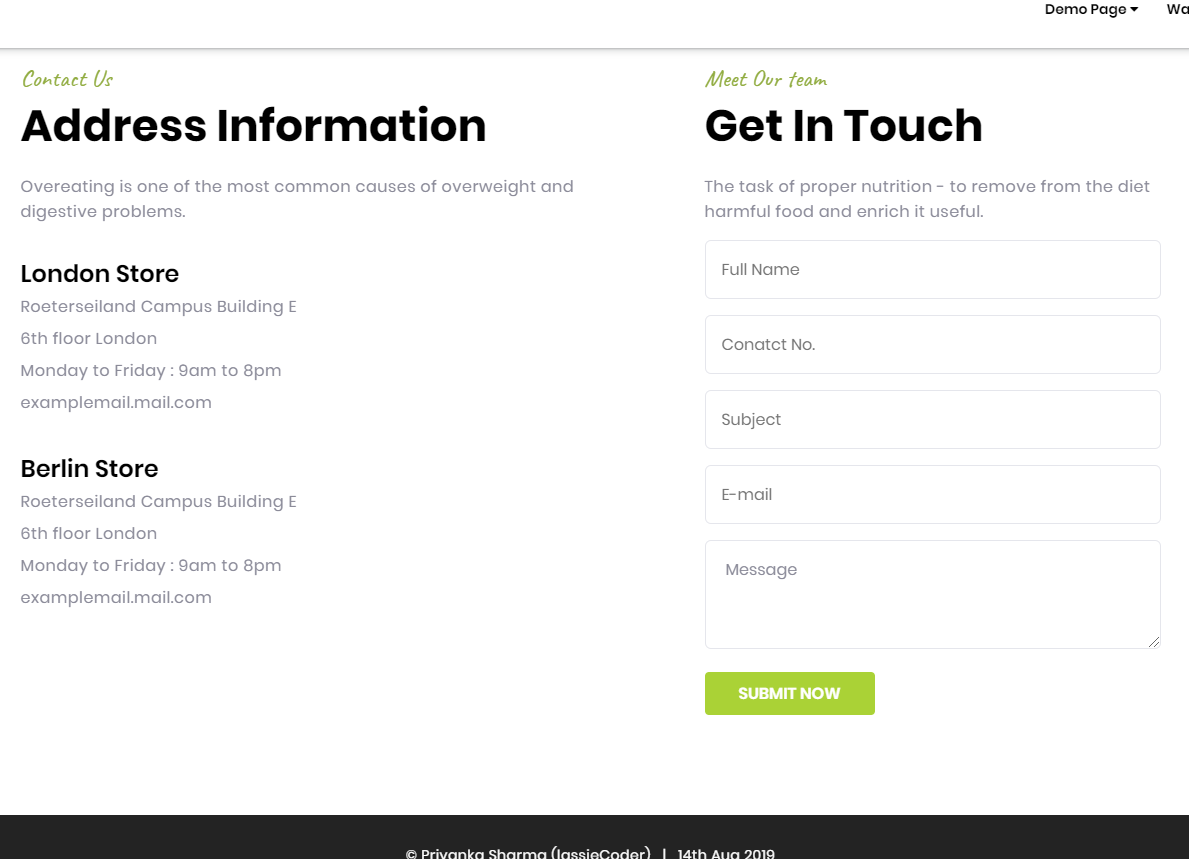 Demo Page
Wa
Contact Us
Address Information
Overeating is one of the most common causes of overweight and
digestive problems.
London Store
Roeterseiland Campus Building E
6th floor London
Monday to Friday : 9am to 8pm
examplemail.mail.com
Berlin Store
Roeterseiland Campus Building E
6th floor London
Monday to Friday : 9am to 8pm
examplemail.mail.com
Meet Our team
Get In Touch
The task of proper nutrition - to remove from the diet
harmful food and enrich it useful.
Full Name
Conatct No.
Subject
E-mail
Message
SUBMIT NOW
© Priyanka Sharma (lassieCoder) | 14th Aug 2019